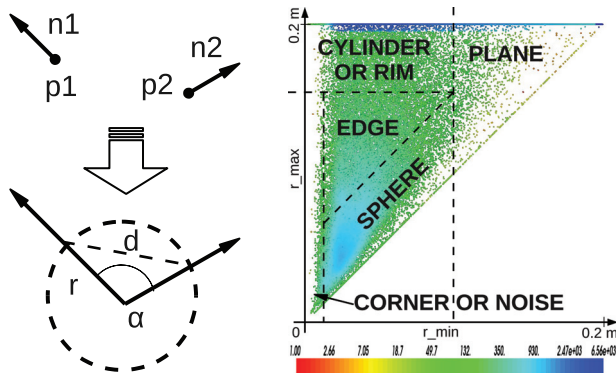 n1
n2
p1
p2
d
r
α
0.2 m
CYLINDER
OR RIM
PLANE
EDGE
r_max
SPHERE
CORNER OR NOISE
0
r_min
0.2 m
1.00 2.66 7.05 18.7 49.7 132. 350. 930. 2.47e+03 6.56e+03